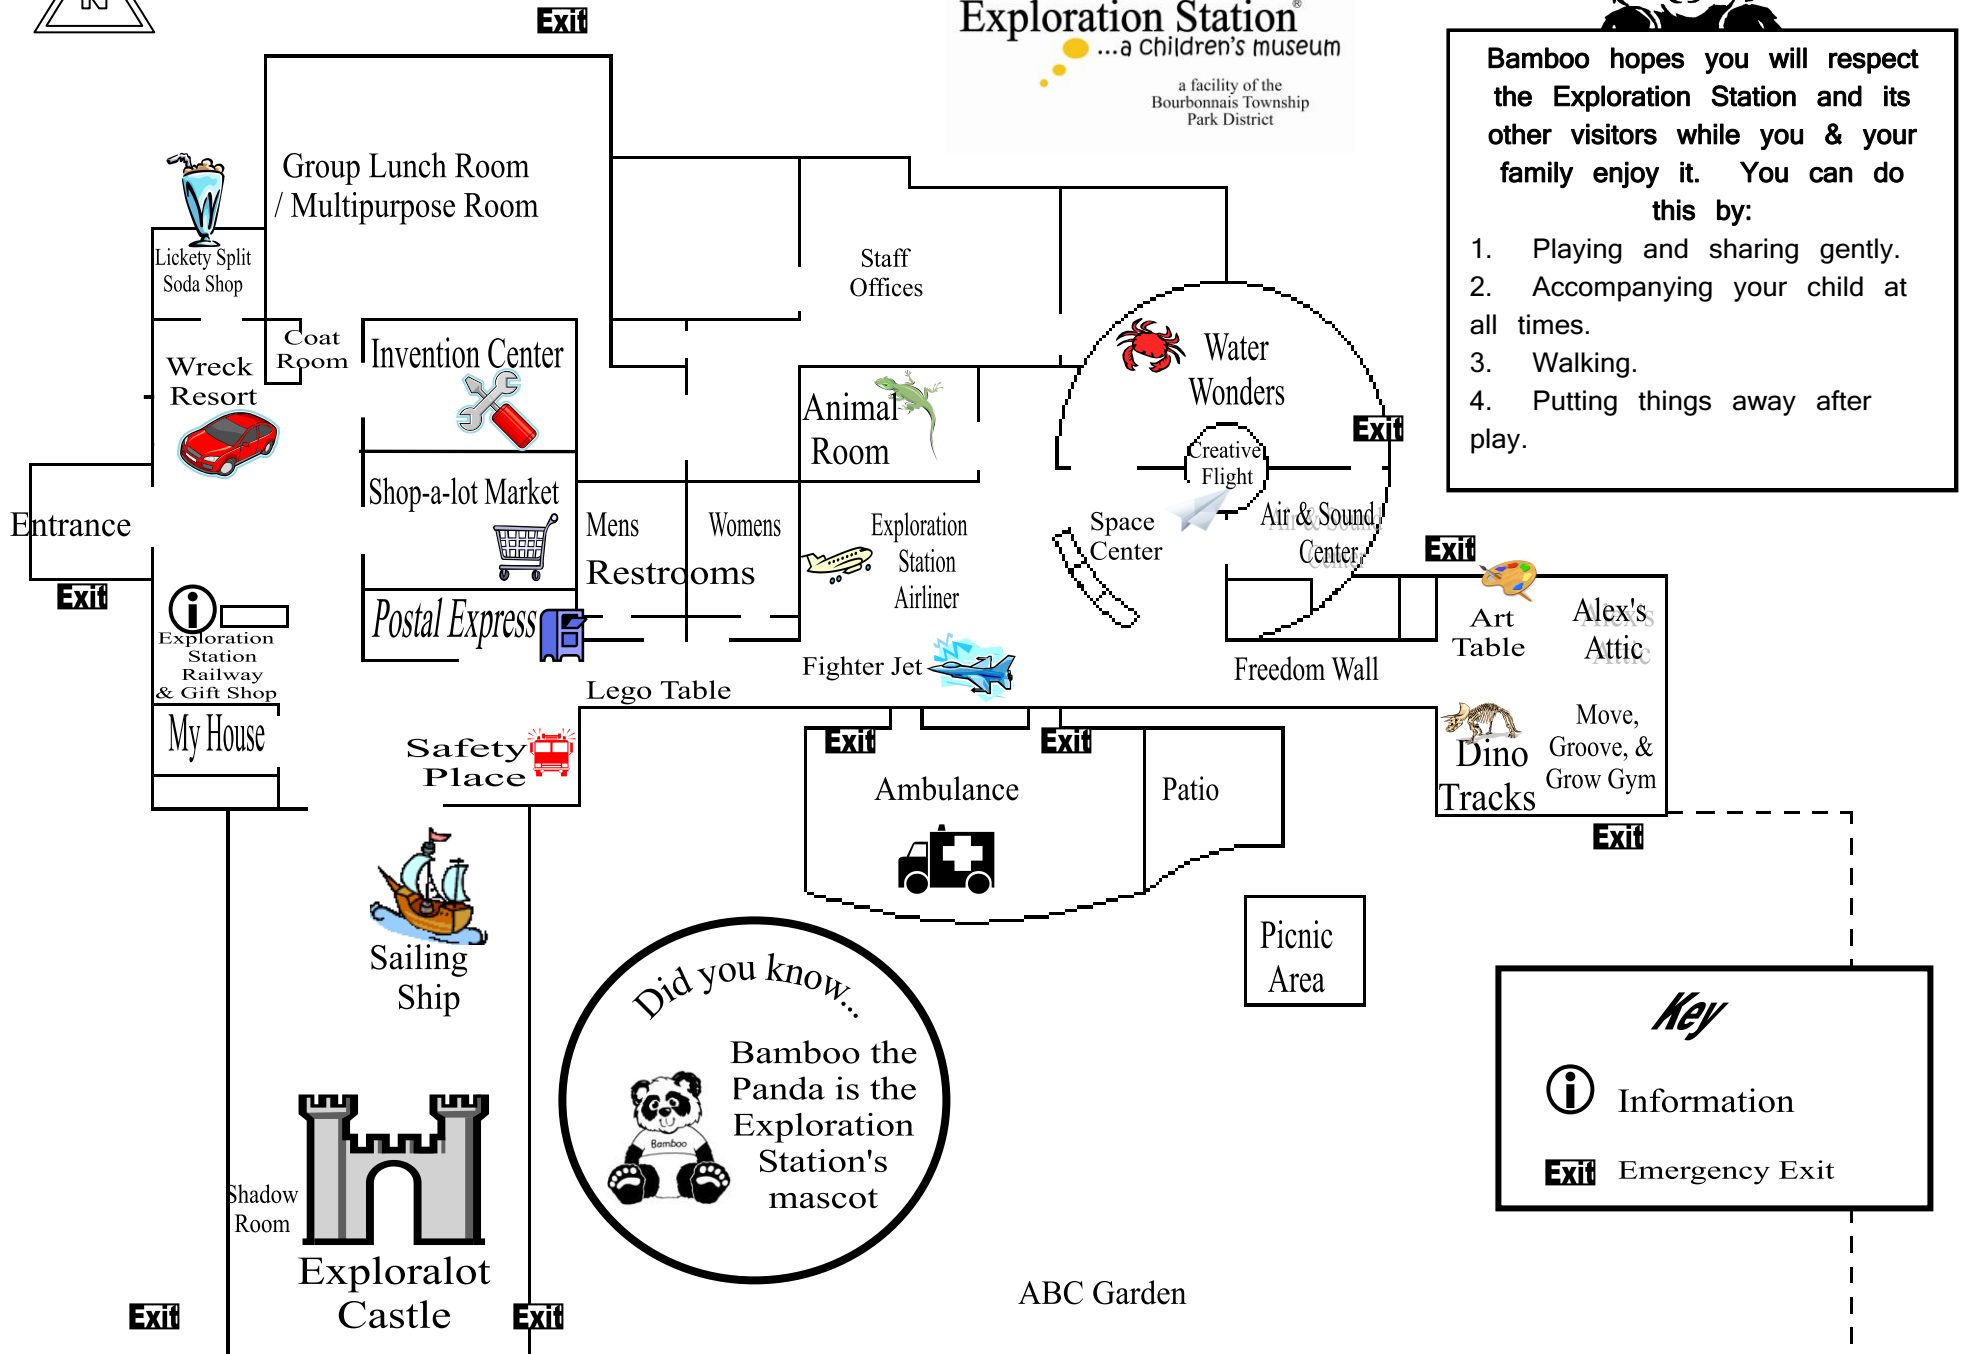 N
Exit
Exploration Station®
...a children's museum
a facility of the
Bourbonnais Township
Park District
Bamboo hopes you will respect
the Exploration Station and its
other visitors while you & your
family enjoy it. You can do
this by:
1. Playing and sharing gently.
2. Accompanying your child at
all times.
3. Walking.
4. Putting things away after
play.
Group Lunch Room
/ Multipurpose Room
Lickety Split
Soda Shop
Staff
Offices
Coat
Room
Wreck
Resort
Invention Center
Animal
Room
Water
Wonders
Exit
Creative
Flight
Shop-a-lot Market
Entrance
Exit
Mens
Womens
Restrooms
Exploration
Station
Airliner
Space
Center
Air & Sound
Center
Exit
Postal Express
Exploration
Station
Railway
& Gift Shop
Art
Table
Alex's
Attic
Fighter Jet
Freedom Wall
Lego Table
My House
Safety
Place
Exit
Exit
Move,
Groove, &
Grow Gym
Dino
Tracks
Ambulance
Patio
Exit
Sailing
Ship
Picnic
Area
Did you know...
Bamboo the
Panda is the
Exploration
Station's
mascot
Bamboo
Key
Information
Exit Emergency Exit
Shadow
Room
Exploralot
Castle
Exit
Exit
ABC Garden